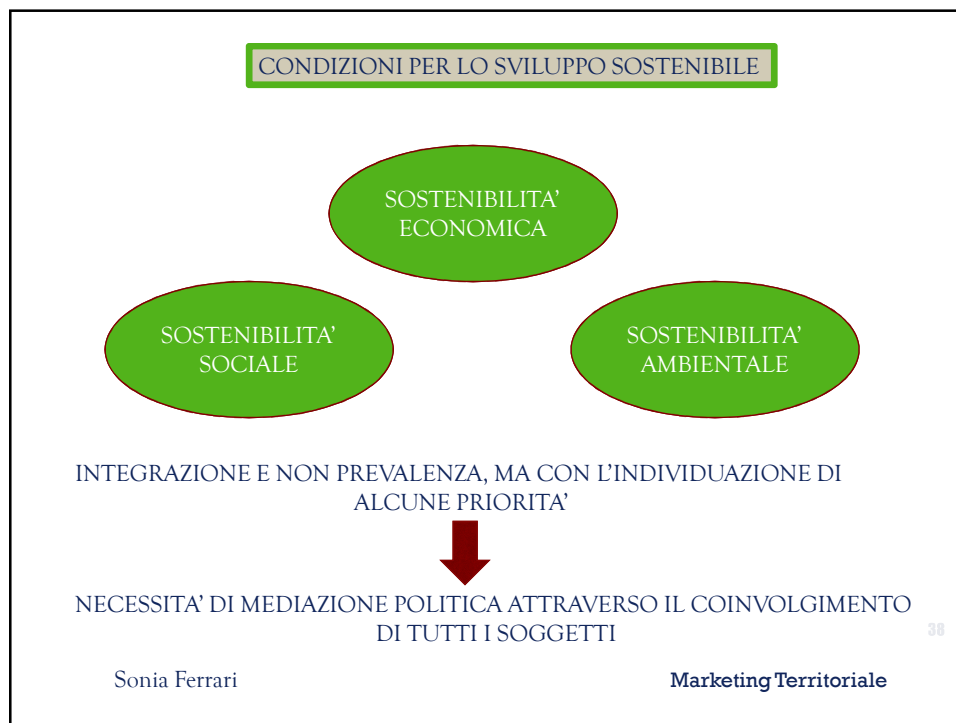 CONDIZIONI PER LO SVILUPPO SOSTENIBILE
SOSTENIBILITA’
ECONOMICA
SOSTENIBILITA’
SOCIALE
SOSTENIBILITA’
AMBIENTALE
INTEGRAZIONE E NON PREVALENZA, MA CON L’INDIVIDUAZIONE DI
ALCUNE PRIORITA’
NECESSITA’ DI MEDIAZIONE POLITICA ATTRAVERSO IL COINVOLGIMENTO
DI TUTTI I SOGGETTI
38
Sonia Ferrari
Marketing Territoriale